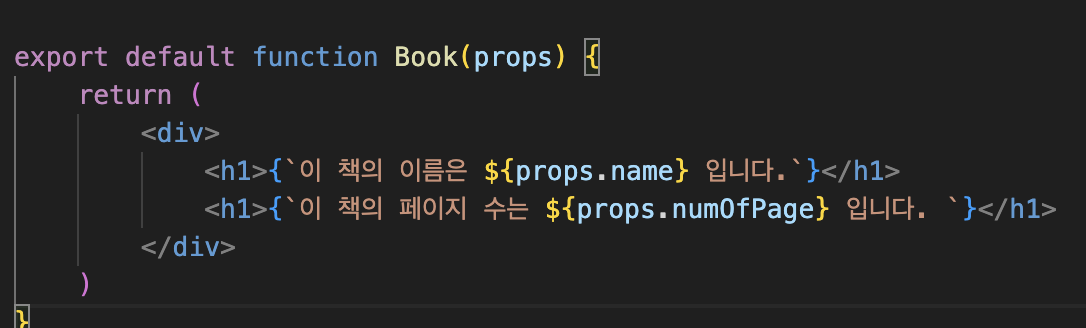 export default function Book(props) {
    return (
        <div>
            <h1>{`이 책의 이름은 ${props.name} 입니다.`}</h1>
            <h1>{`이 책의 페이지 수는 ${props.numOfPage} 입니다. `}</h1>
        </div>
    )
}